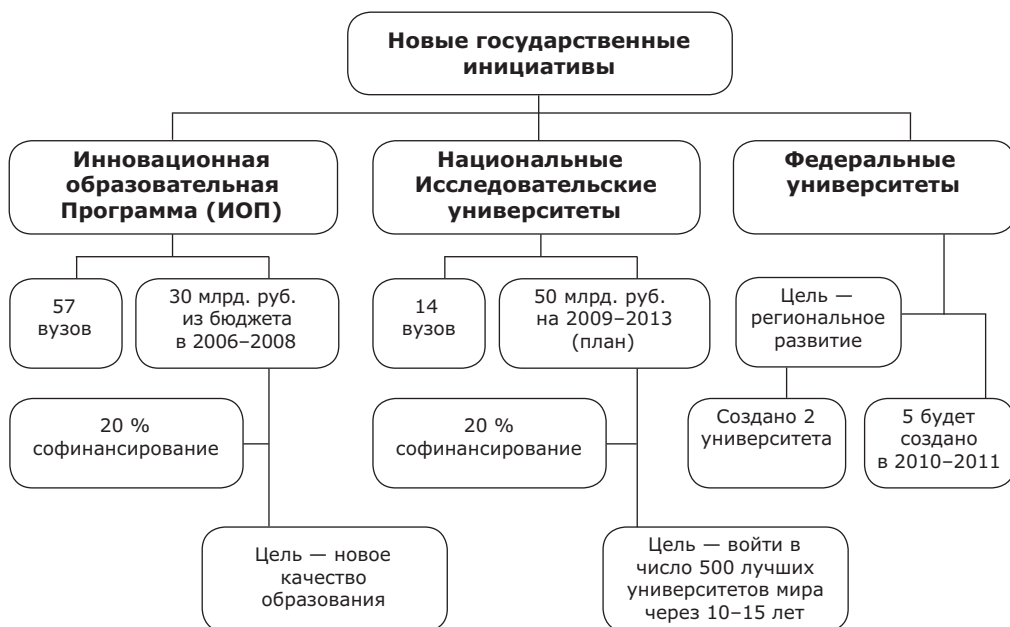 Новые государственные
инициативы
Инновационная
образовательная
Программа (ИОП)
Национальные
Исследовательские
университеты
Федеральные
университеты
57
вузов
30 млрд. руб.
из бюджета
в 2006–2008
14
вузов
50 млрд. руб.
на 2009–2013
(план)
Цель —
региональное
развитие
20 %
софинансирование
20 %
софинансирование
Создано 2
университета
5 будет
создано
в 2010–2011
Цель — новое
качество
образования
Цель — войти в
число 500 лучших
университетов мира
через 10–15 лет